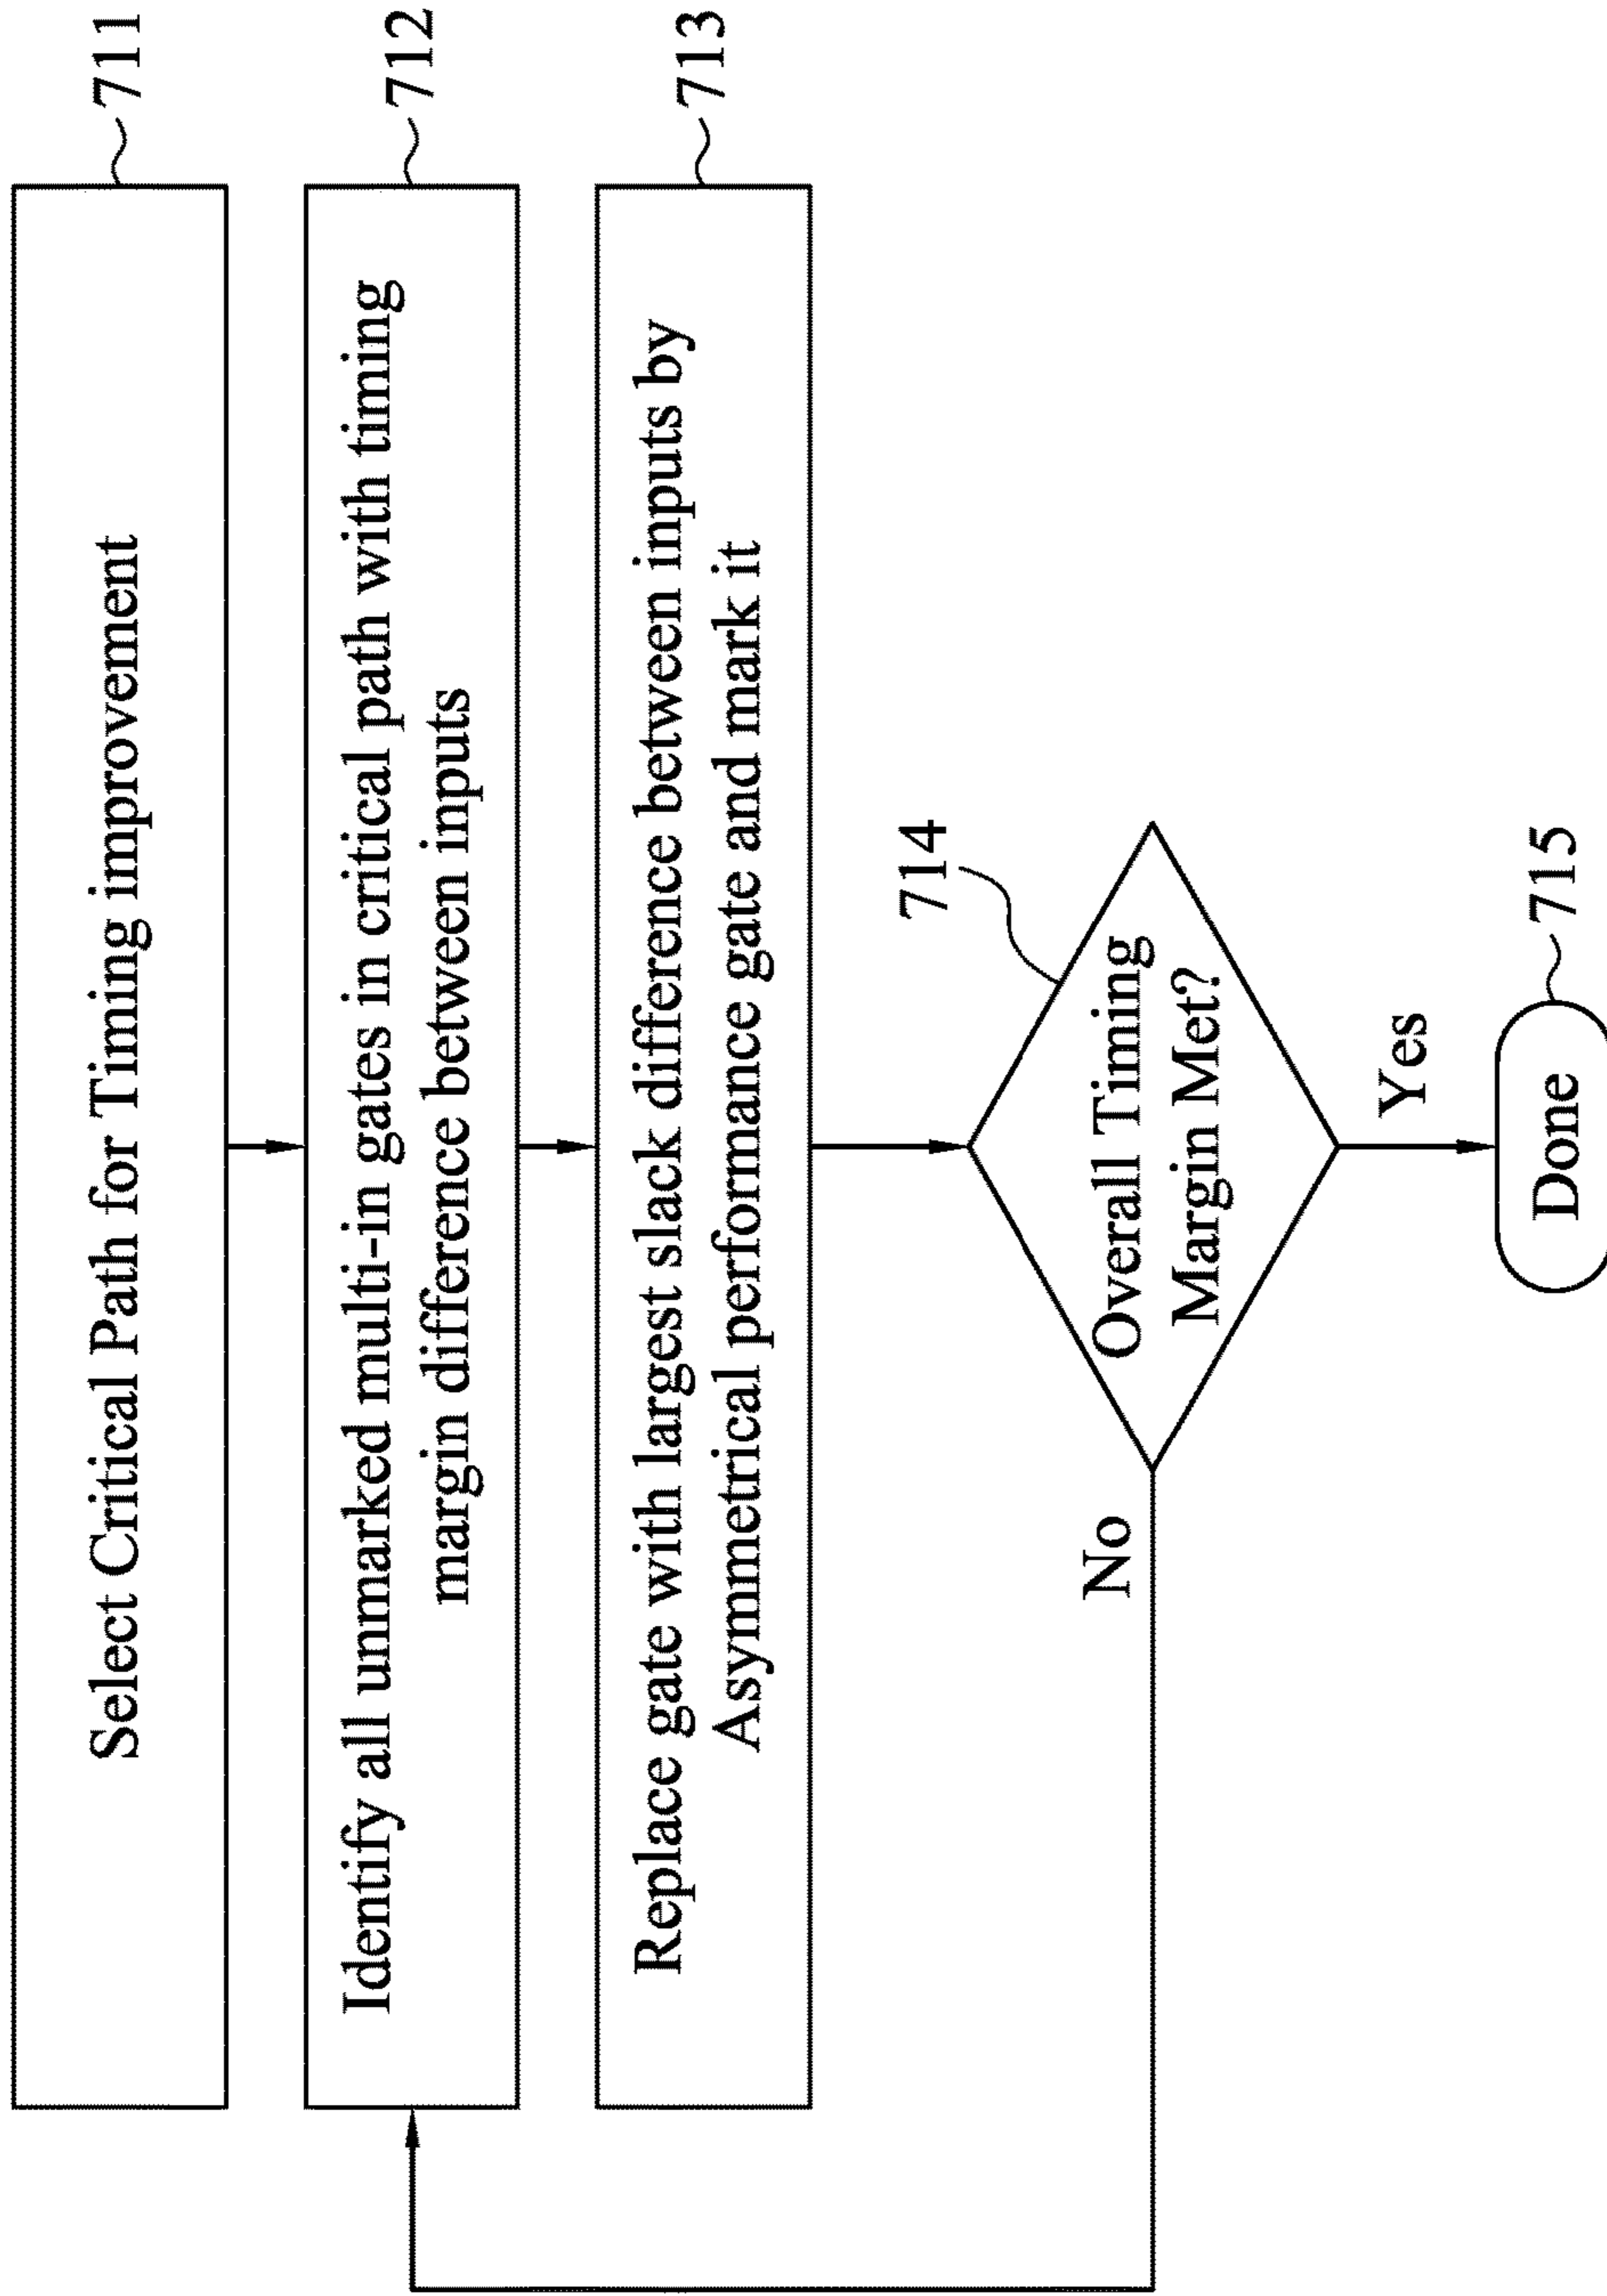 Select Critical Path for Timing improvement
711
Identify all unmarked multi-in gates in critical path with timing
margin difference between inputs
712
Replace gate with largest slack difference between inputs by
Asymmetrical performance gate and mark it
713
Overall Timing
Margin Met?
714
No
Yes
Done
715